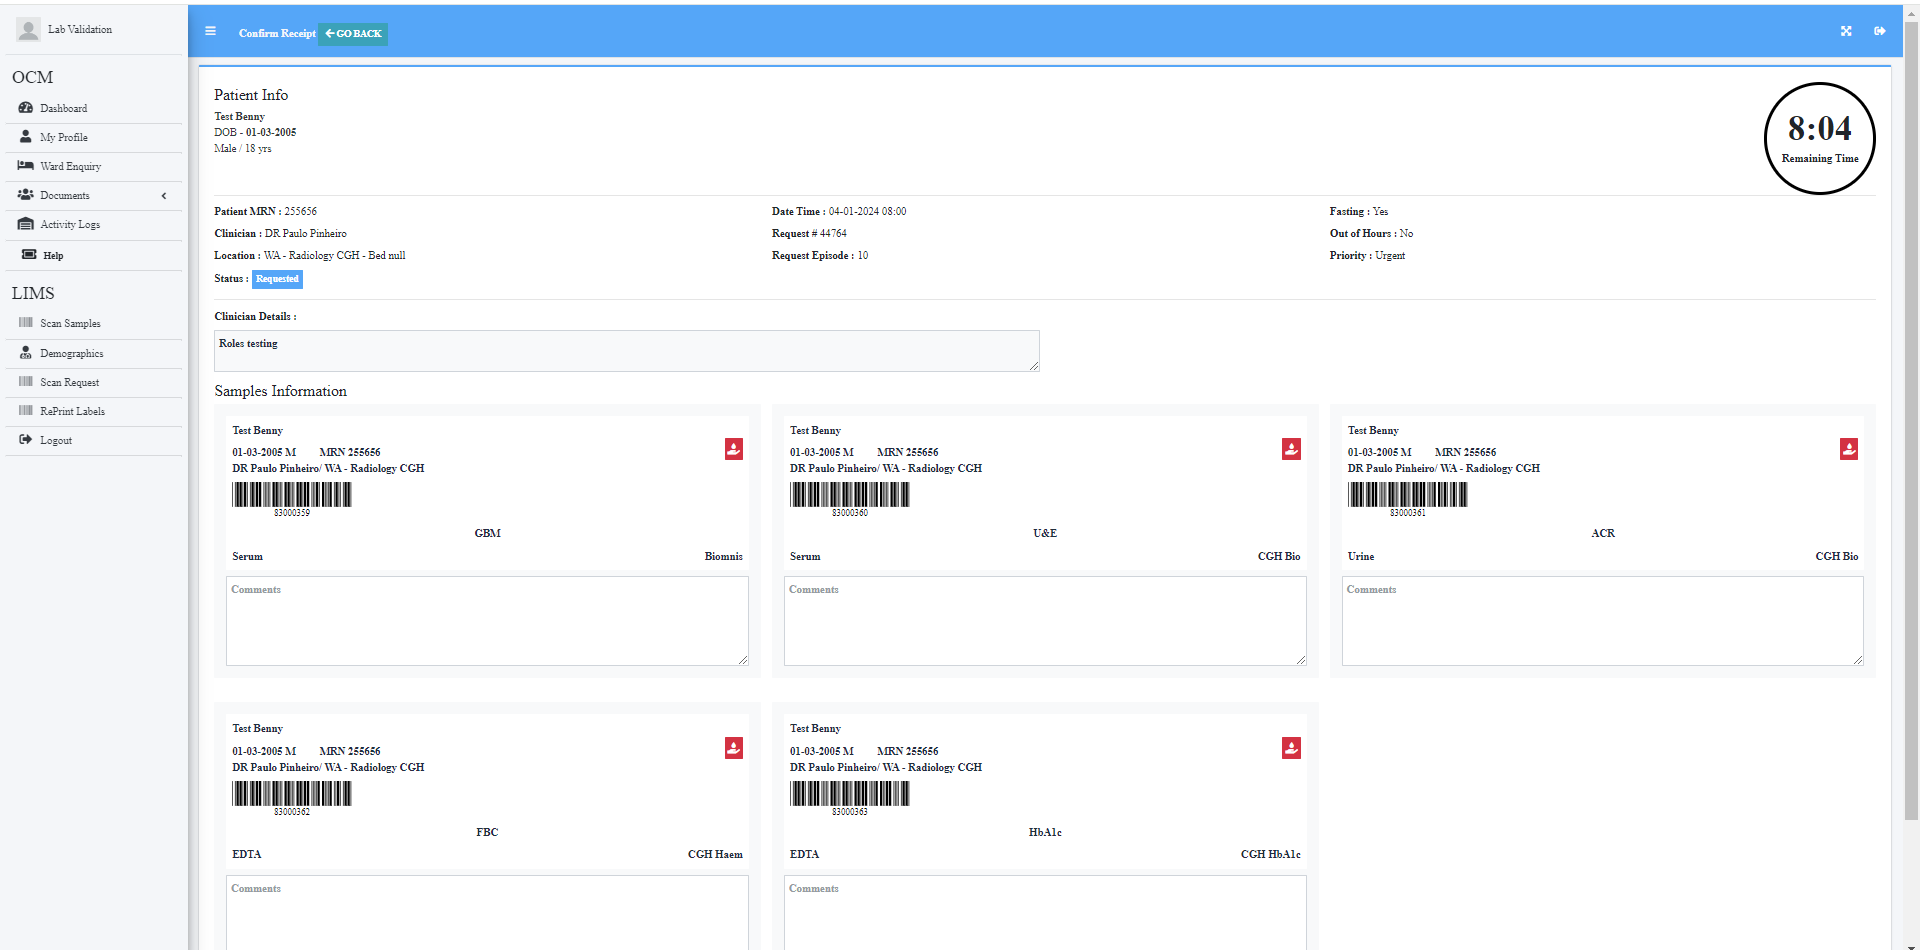 Lab Validation
OCM
Dashboard
My Profile
Ward Enquiry
Documents
Activity Logs
Help
LIMS
Scan Samples
Demographics
Scan Request
RePrint Labels
Logout
Confirm Receipt GO BACK
Patient Info
Test Benny
DOB - 01-03-2005
Male / 18 yrs
8:04
Remaining Time
Patient MRN : 255656
Clinician : DR Paulo Pinheiro
Location : WA - Radiology CGH - Bed null
Status : Requested
Date Time : 04-01-2024 08:00
Request # 44764
Request Episode : 10
Fasting : Yes
Out of Hours : No
Priority : Urgent
Clinician Details :
Roles testing
Samples Information
Test Benny
01-03-2005 M MRN 255656
DR Paulo Pinheiro/ WA - Radiology CGH
83000359
GBM
Serum Biomnis
Comments
Test Benny
01-03-2005 M MRN 255656
DR Paulo Pinheiro/ WA - Radiology CGH
83000360
U&E
Serum CGH Bio
Comments
Test Benny
01-03-2005 M MRN 255656
DR Paulo Pinheiro/ WA - Radiology CGH
83000361
ACR
Urine CGH Bio
Comments
Test Benny
01-03-2005 M MRN 255656
DR Paulo Pinheiro/ WA - Radiology CGH
83000362
FBC
EDTA CGH Haem
Comments
Test Benny
01-03-2005 M MRN 255656
DR Paulo Pinheiro/ WA - Radiology CGH
83000363
HbA1c
EDTA CGH HbA1c
Comments